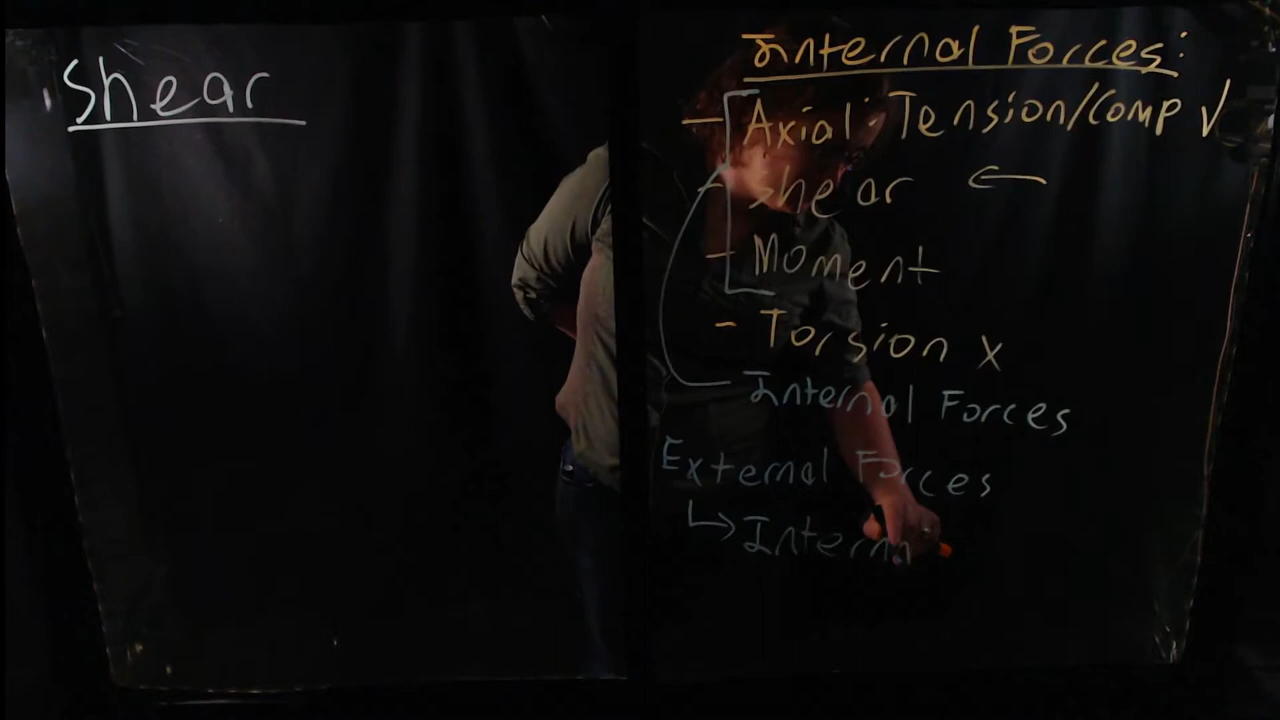 Shear
Internal Forces:
- Axial: Tension/Comp ✓
- Shear ←
- Moment
- Torsion x
Internal Forces
External Forces
↳ Intern